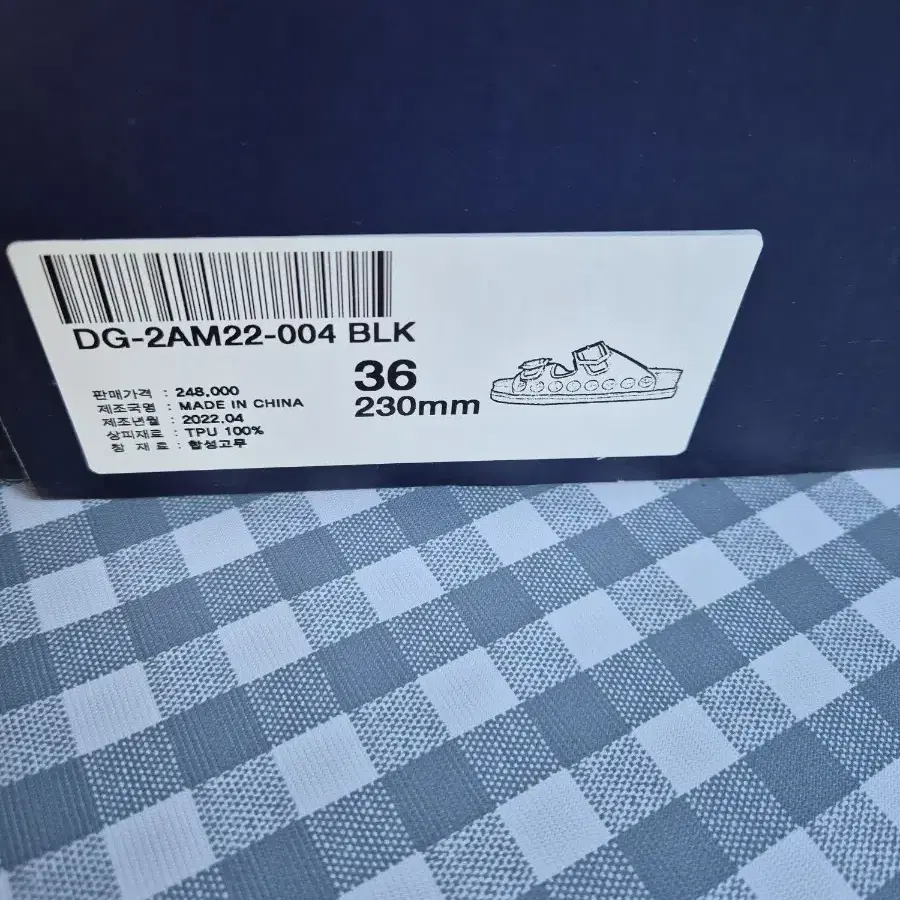 DG-2AM22-004 BLK
36
230mm
판매가격 : 248,000
제조국명 : MADE IN CHINA
제조년월 : 2022.04
상피재료 : TPU 100%
창 재 료 : 합성고무